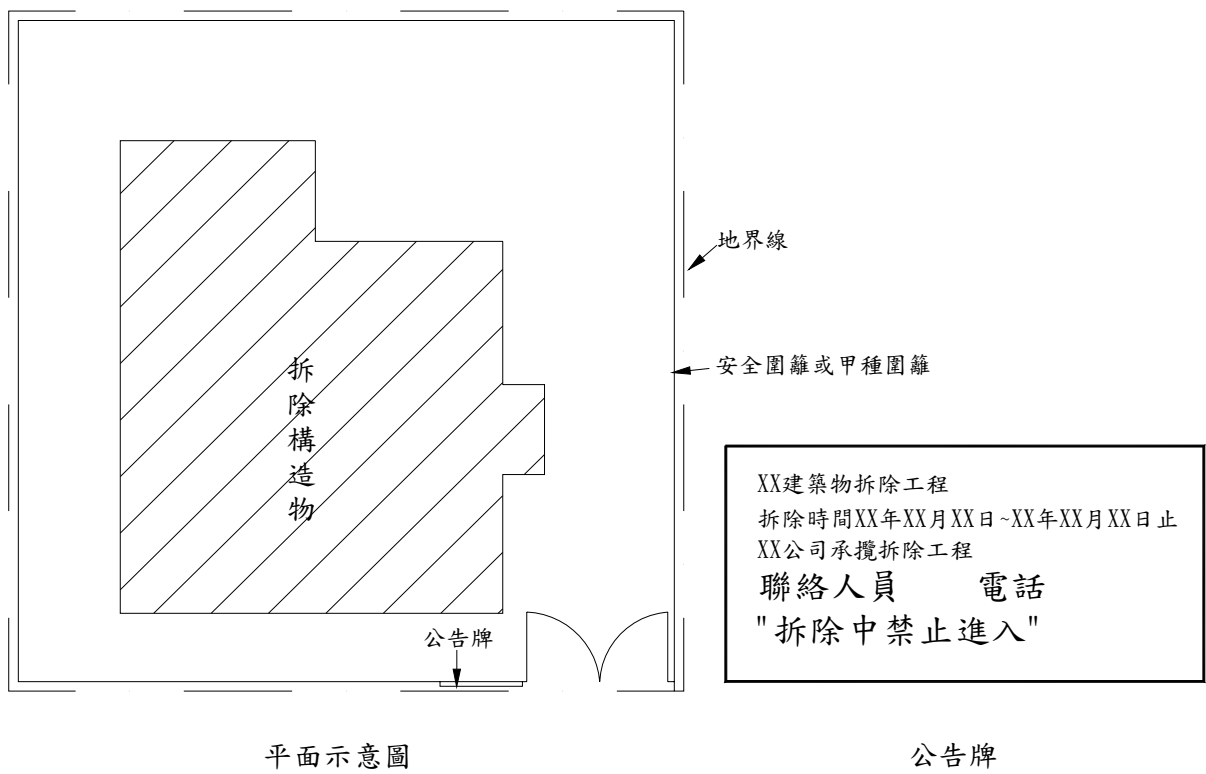 地界線
安全圍籬或甲種圍籬
拆除構造物
XX建築物拆除工程
拆除時間XX年XX月XX日~XX年XX月XX日止
XX公司承攬拆除工程
聯絡人員 電話
"拆除中禁止進入"
公告牌
平面示意圖
公告牌